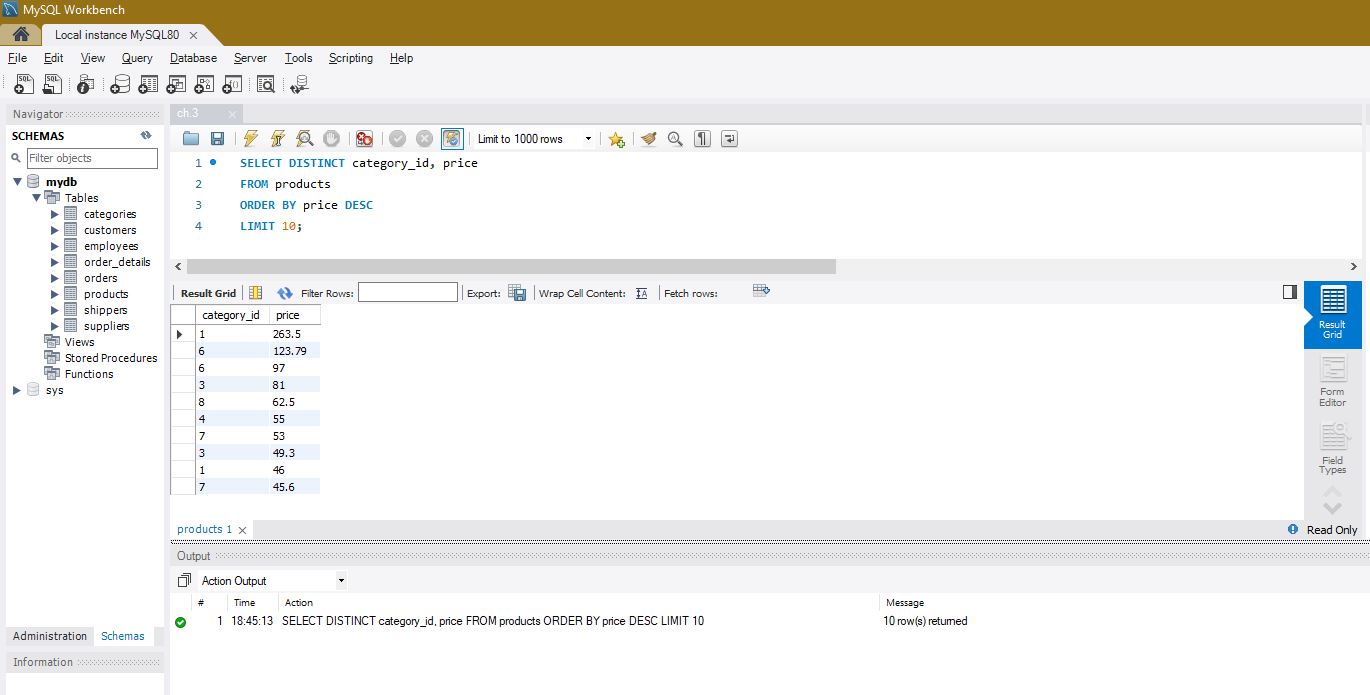 MySQL Workbench
Local instance MySQL80
File Edit View Query Database Server Tools Scripting Help
Navigator
SCHEMAS
Filter objects
mydb
Tables
categories
customers
employees
order_details
orders
products
shippers
suppliers
Views
Stored Procedures
Functions
sys
Administration Schemas
Information
ch.3
Limit to 1000 rows
1 SELECT DISTINCT category_id, price
2 FROM products
3 ORDER BY price DESC
4 LIMIT 10;
Result Grid Filter Rows: Export: Wrap Cell Content: Fetch rows:
category_id price
1 263.5
6 123.79
6 97
3 81
8 62.5
4 55
7 53
3 49.3
1 46
7 45.6
Result
Grid
Form
Editor
Field
Types
products 1
Read Only
Output
Action Output
# Time Action Message
1 18:45:13 SELECT DISTINCT category_id, price FROM products ORDER BY price DESC LIMIT 10 10 row(s) returned